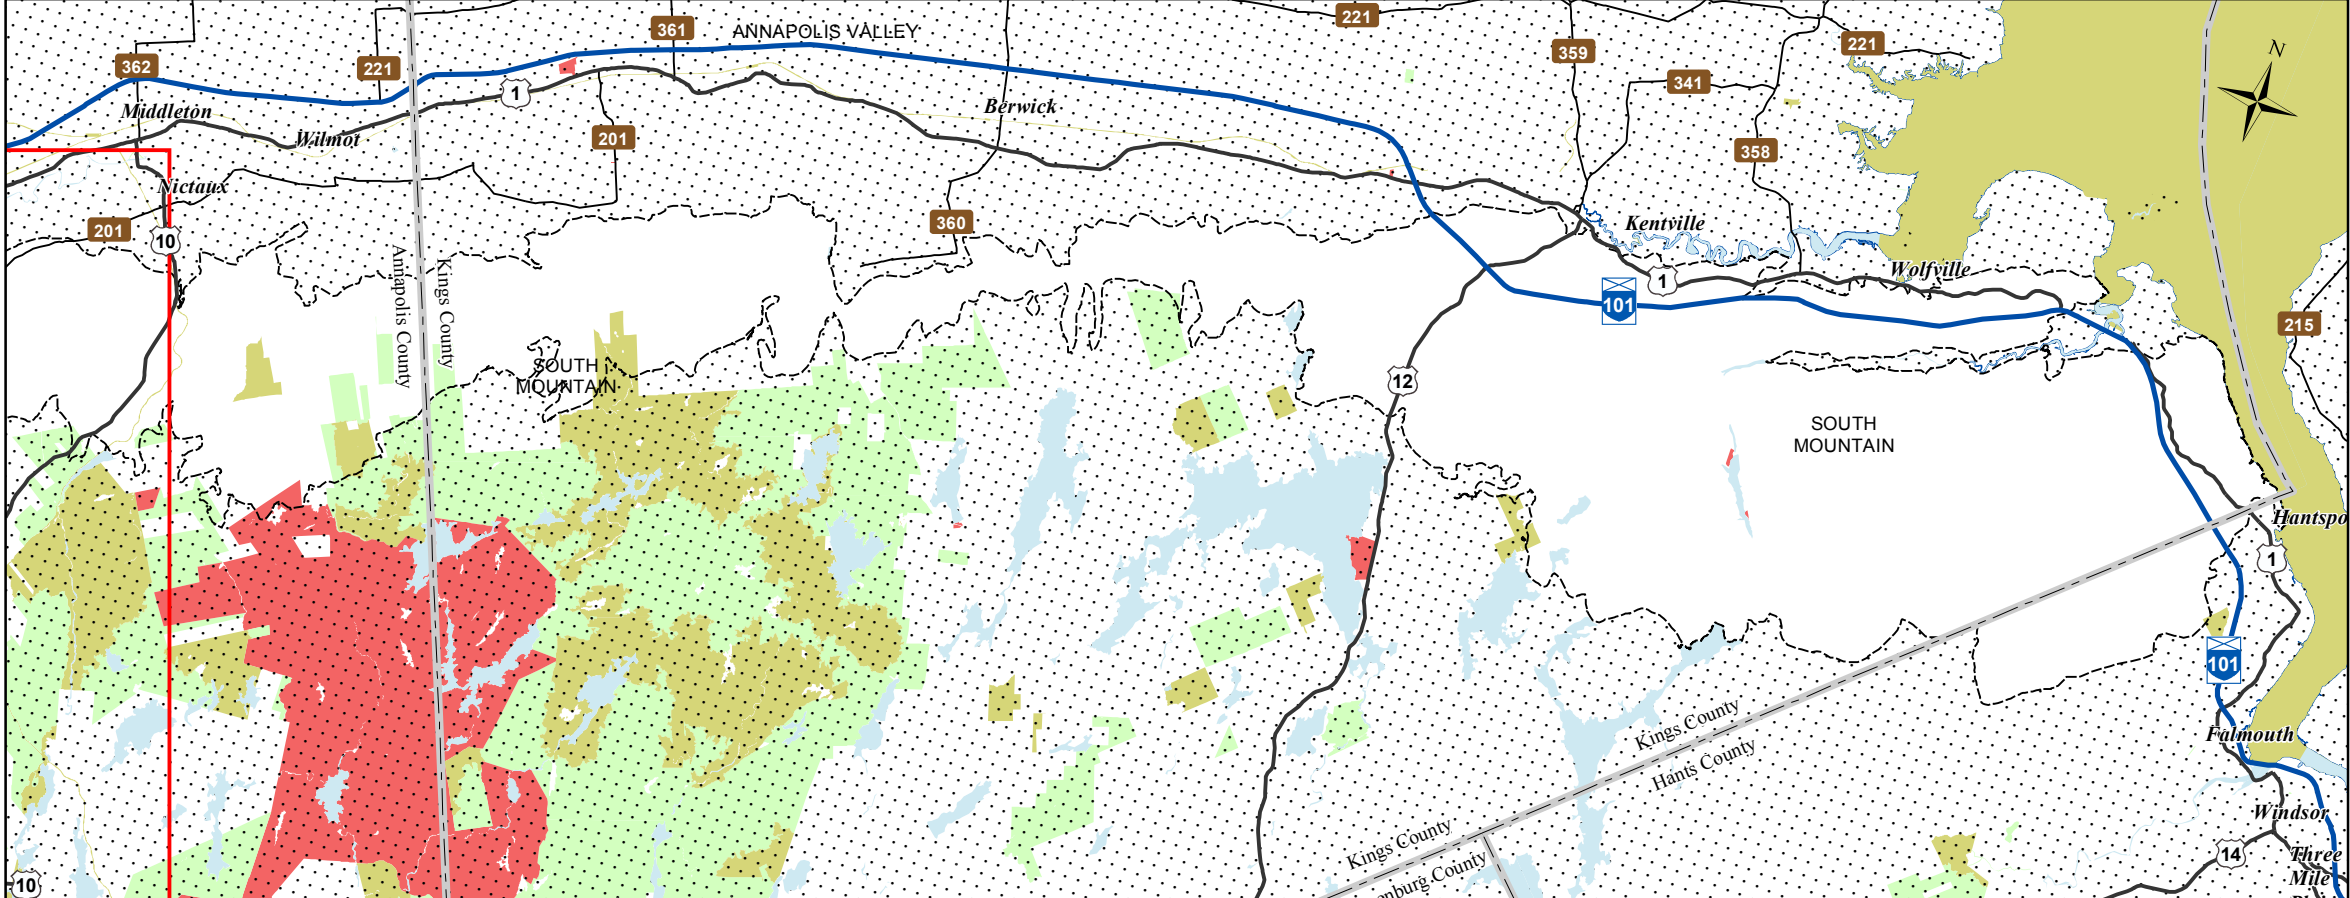 221
361
ANNAPOLIS VALLEY
359
221
N
362
221
341
1
Middleton
Berwick
Wilmot
201
358
Nictaux
201
10
360
Kentville
Wolfville
1
101
Annapolis County
Kings County
215
SOUTH
MOUNTAIN
12
SOUTH
MOUNTAIN
Hantspo
1
101
Kings County
Hants County
Falmouth
Windsor
Kings County
enburg County
14
Three
Mile
10